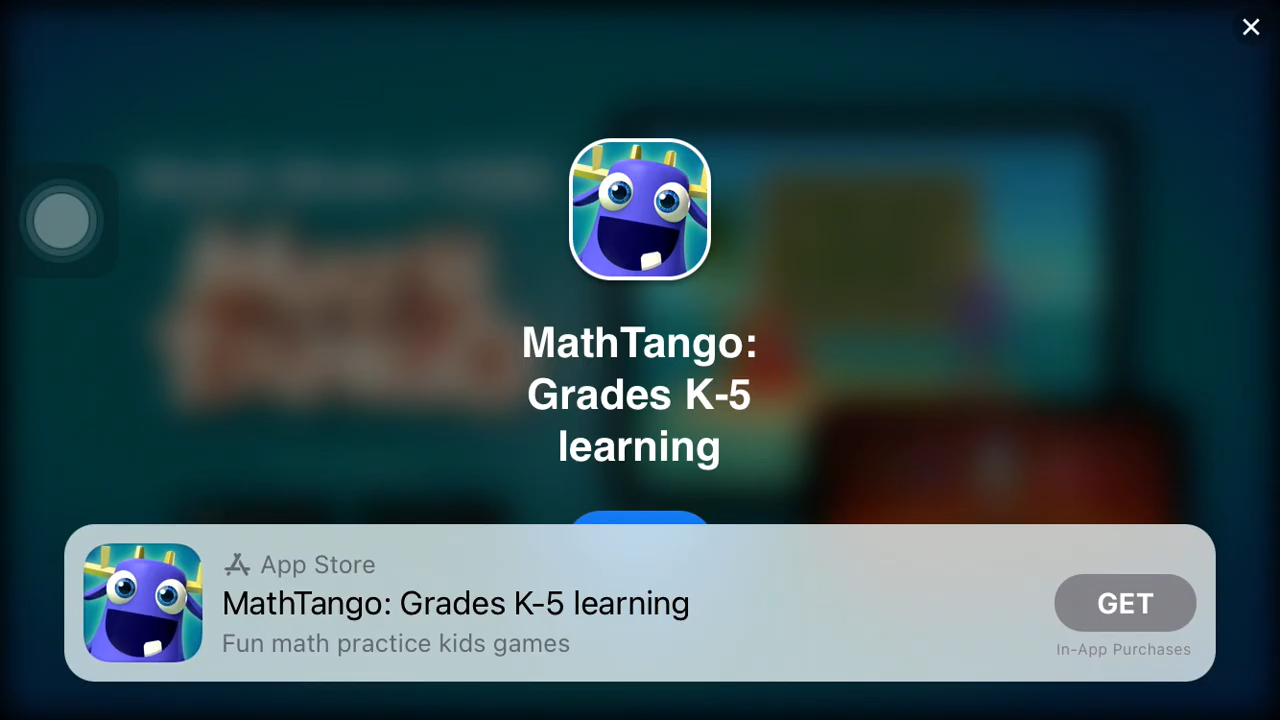 MathTango:
Grades K-5
learning
App Store
MathTango: Grades K-5 learning
Fun math practice kids games
GET
In-App Purchases